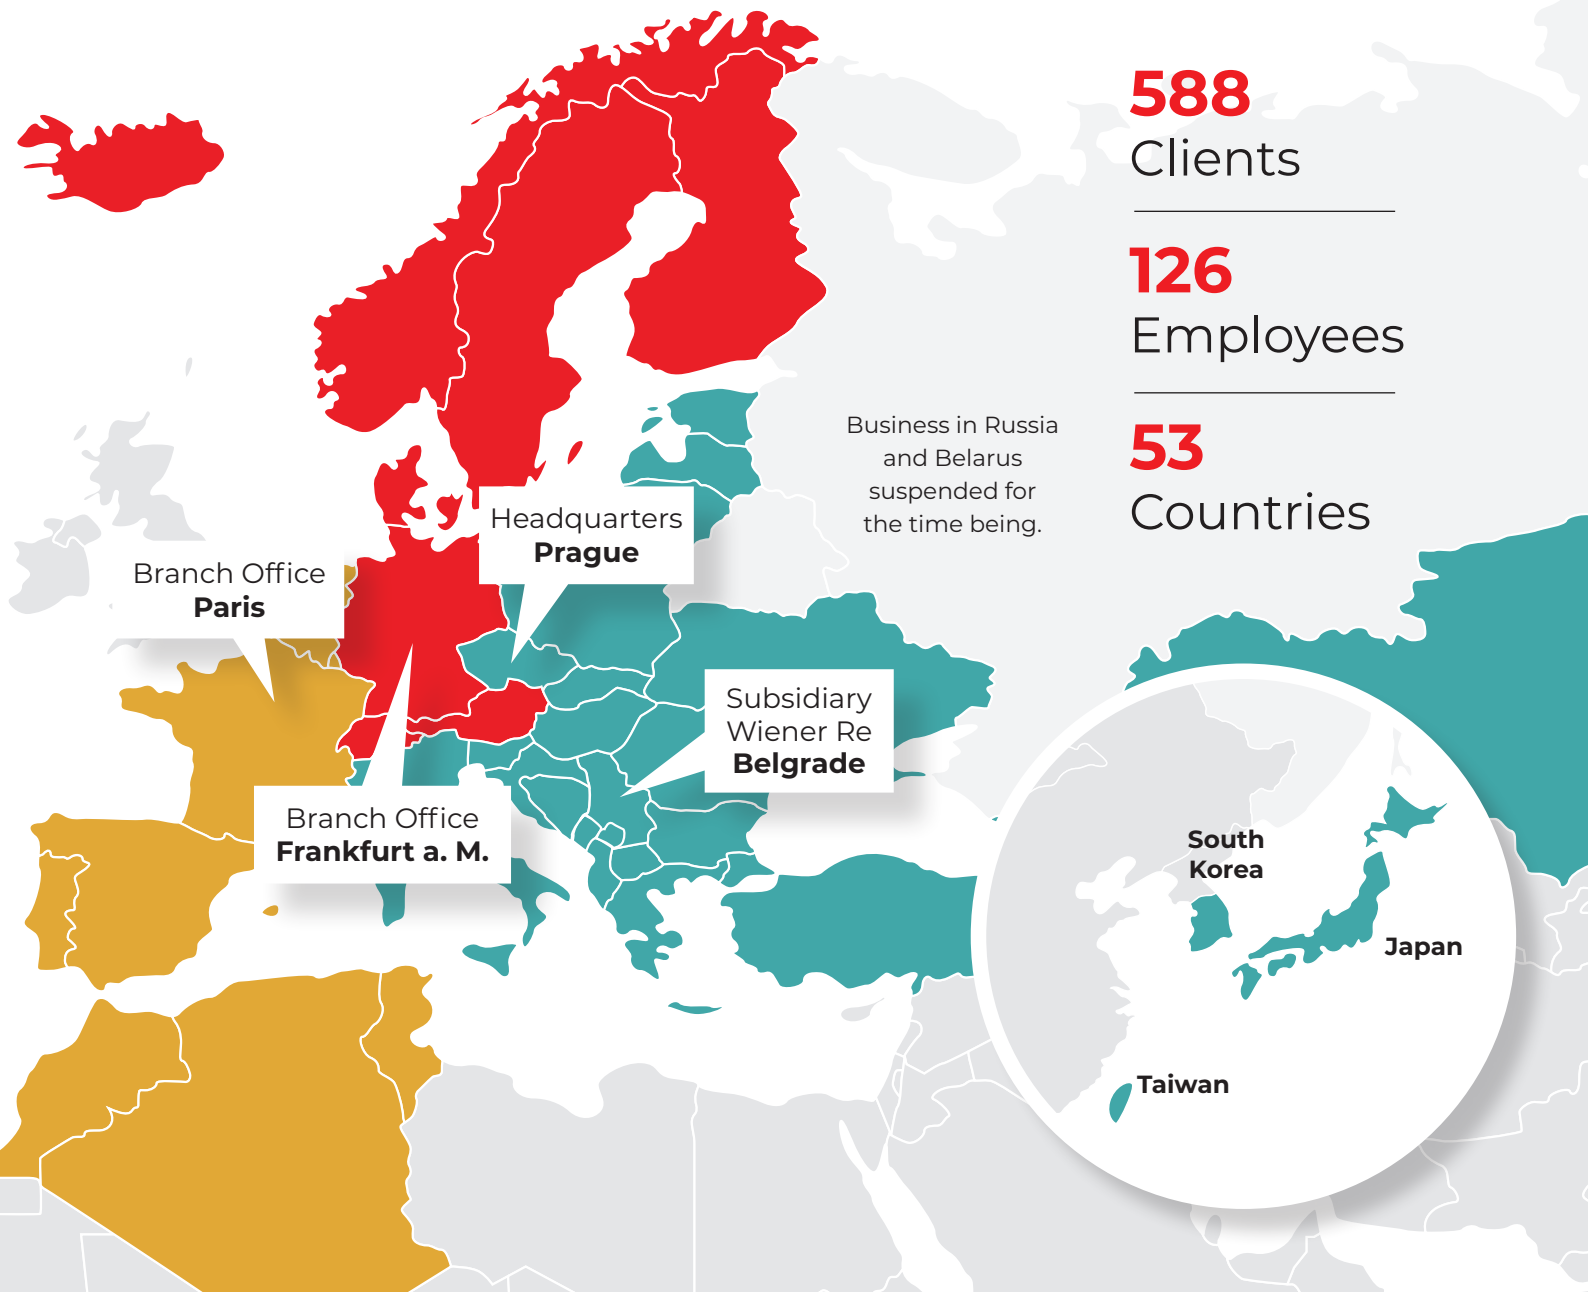 588
Clients
126
Employees
53
Countries
Business in Russia
and Belarus
suspended for
the time being.
Headquarters
Prague
Branch Office
Paris
Subsidiary
Wiener Re
Belgrade
Branch Office
Frankfurt a. M.
South
Korea
Japan
Taiwan